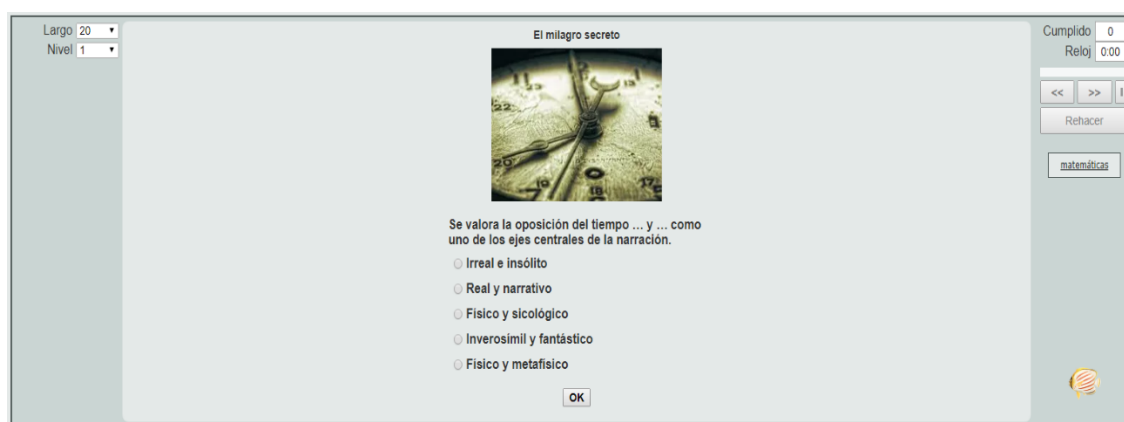 Largo 20
Nivel 1
El milagro secreto
Se valora la oposición del tiempo ... y ... como
uno de los ejes centrales de la narración.
Irreal e insólito
Real y narrativo
Físico y sicológico
Inverosímil y fantástico
Físico y metafísico
OK
Cumplido 0
Reloj 0:00
<< >>
Rehacer
matemáticas